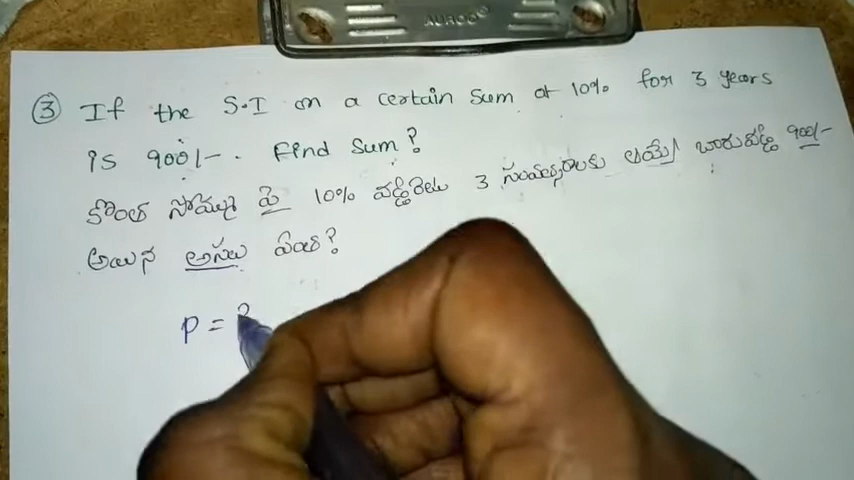 AUROO
③ If the S.I on a certain sum at 10% for 3 years
is 900/-. Find Sum?
కొంత సొమ్ము పై 10% వడ్డీరేటు 3 సంవత్సరాలకు అయ్యే బారువడ్డీ 900/-
అయిన అసలు ఎంత?
P = ?